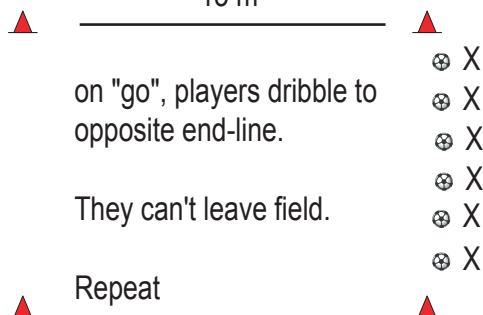 m
on "go", players dribble to
opposite end-line.
They can't leave field.
Repeat
X
X
X
X
X
X